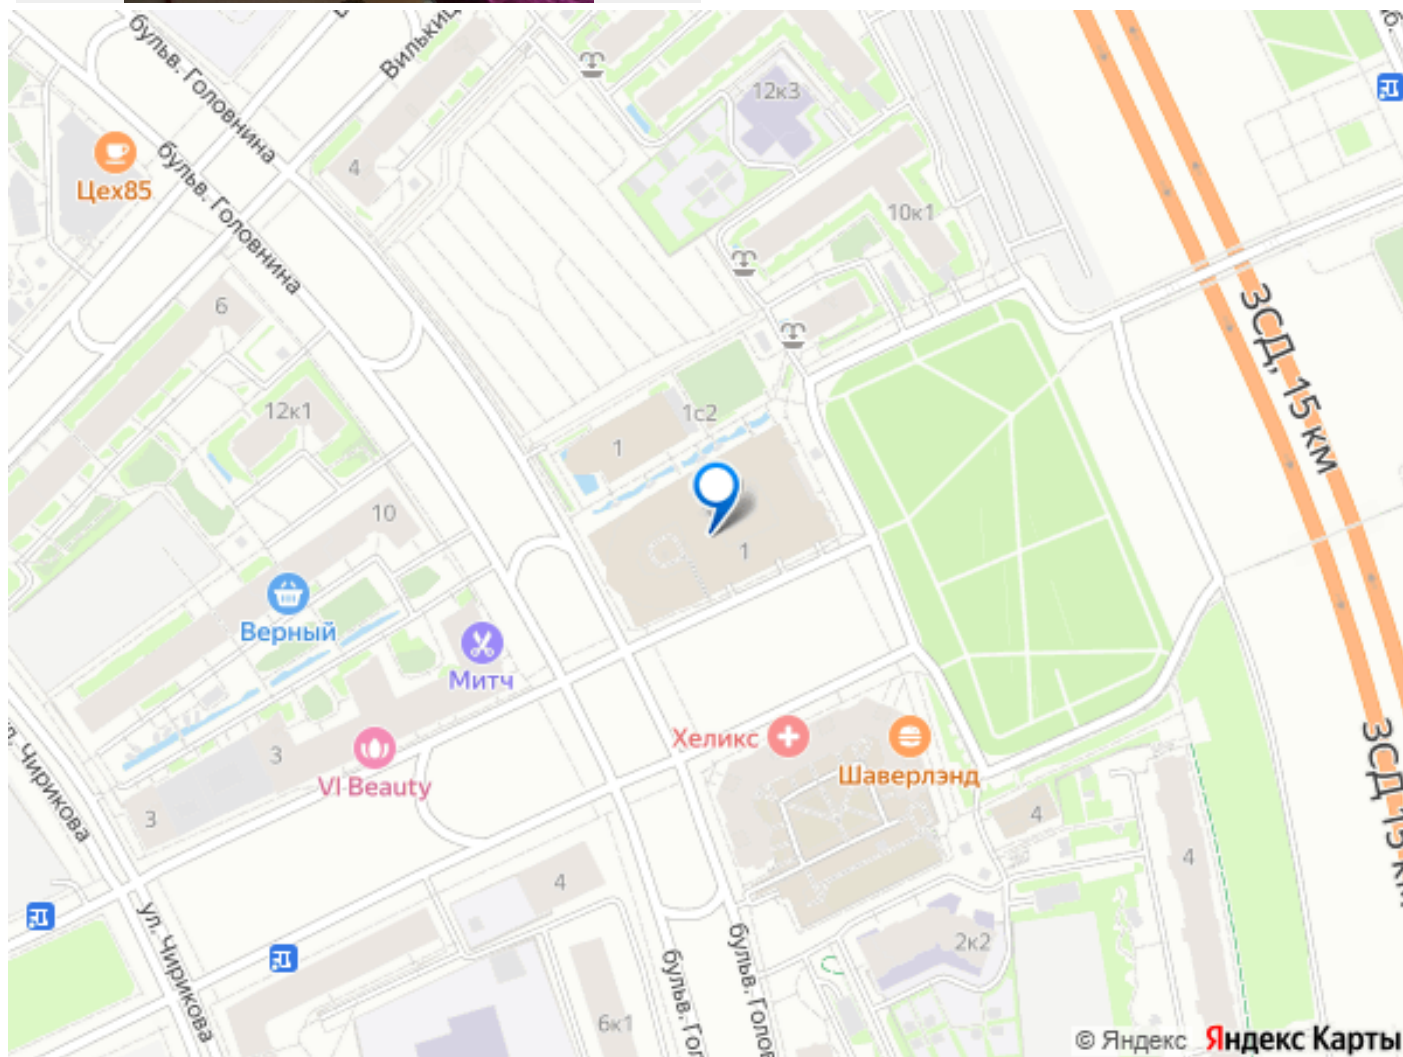 бульв. Головнина
Вилькиц
12к3
Цех85
4
бульв. Головнина
10к1
6
ЗСД, 15 км
12к1
1с2
1
10
1
Верный
Митч
3
VI Beauty
Хеликс
Шаверлэнд
3
ул. Чирикова
4
4
4
ЗСД 15 км
ул. Чирикова
2к2
бульв. Голов
бульв. Гол
6к1
© Яндекс Яндекс Карты